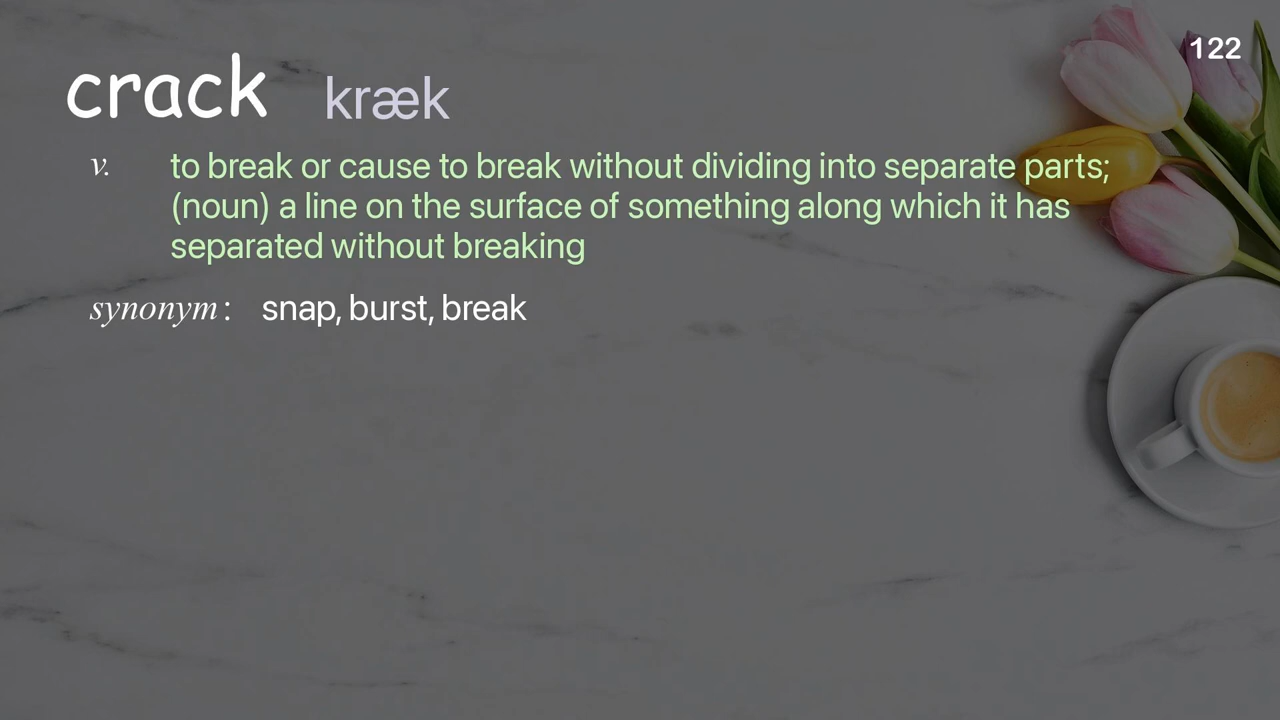 122
crack kræk
v. to break or cause to break without dividing into separate parts;
(noun) a line on the surface of something along which it has
separated without breaking
synonym: snap, burst, break